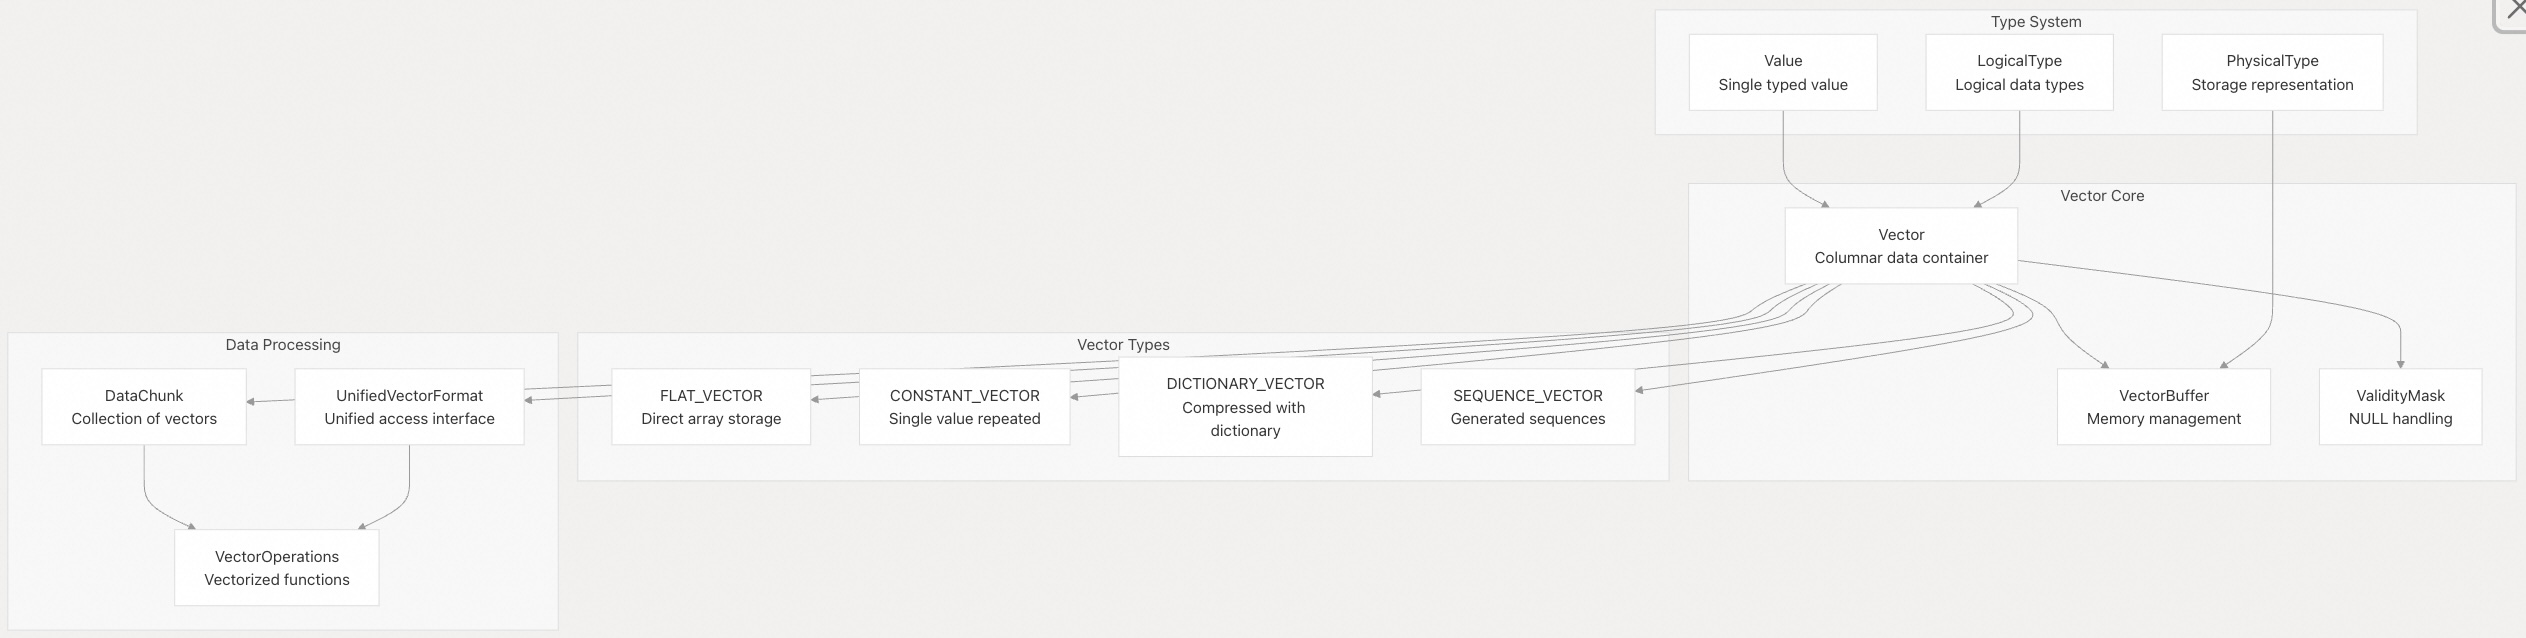 Type System
Value
Single typed value
LogicalType
Logical data types
PhysicalType
Storage representation
Vector Core
Vector
Columnar data container
Data Processing
Vector Types
DataChunk
Collection of vectors
UnifiedVectorFormat
Unified access interface
FLAT_VECTOR
Direct array storage
CONSTANT_VECTOR
Single value repeated
DICTIONARY_VECTOR
Compressed with
dictionary
SEQUENCE_VECTOR
Generated sequences
VectorBuffer
Memory management
ValidityMask
NULL handling
VectorOperations
Vectorized functions